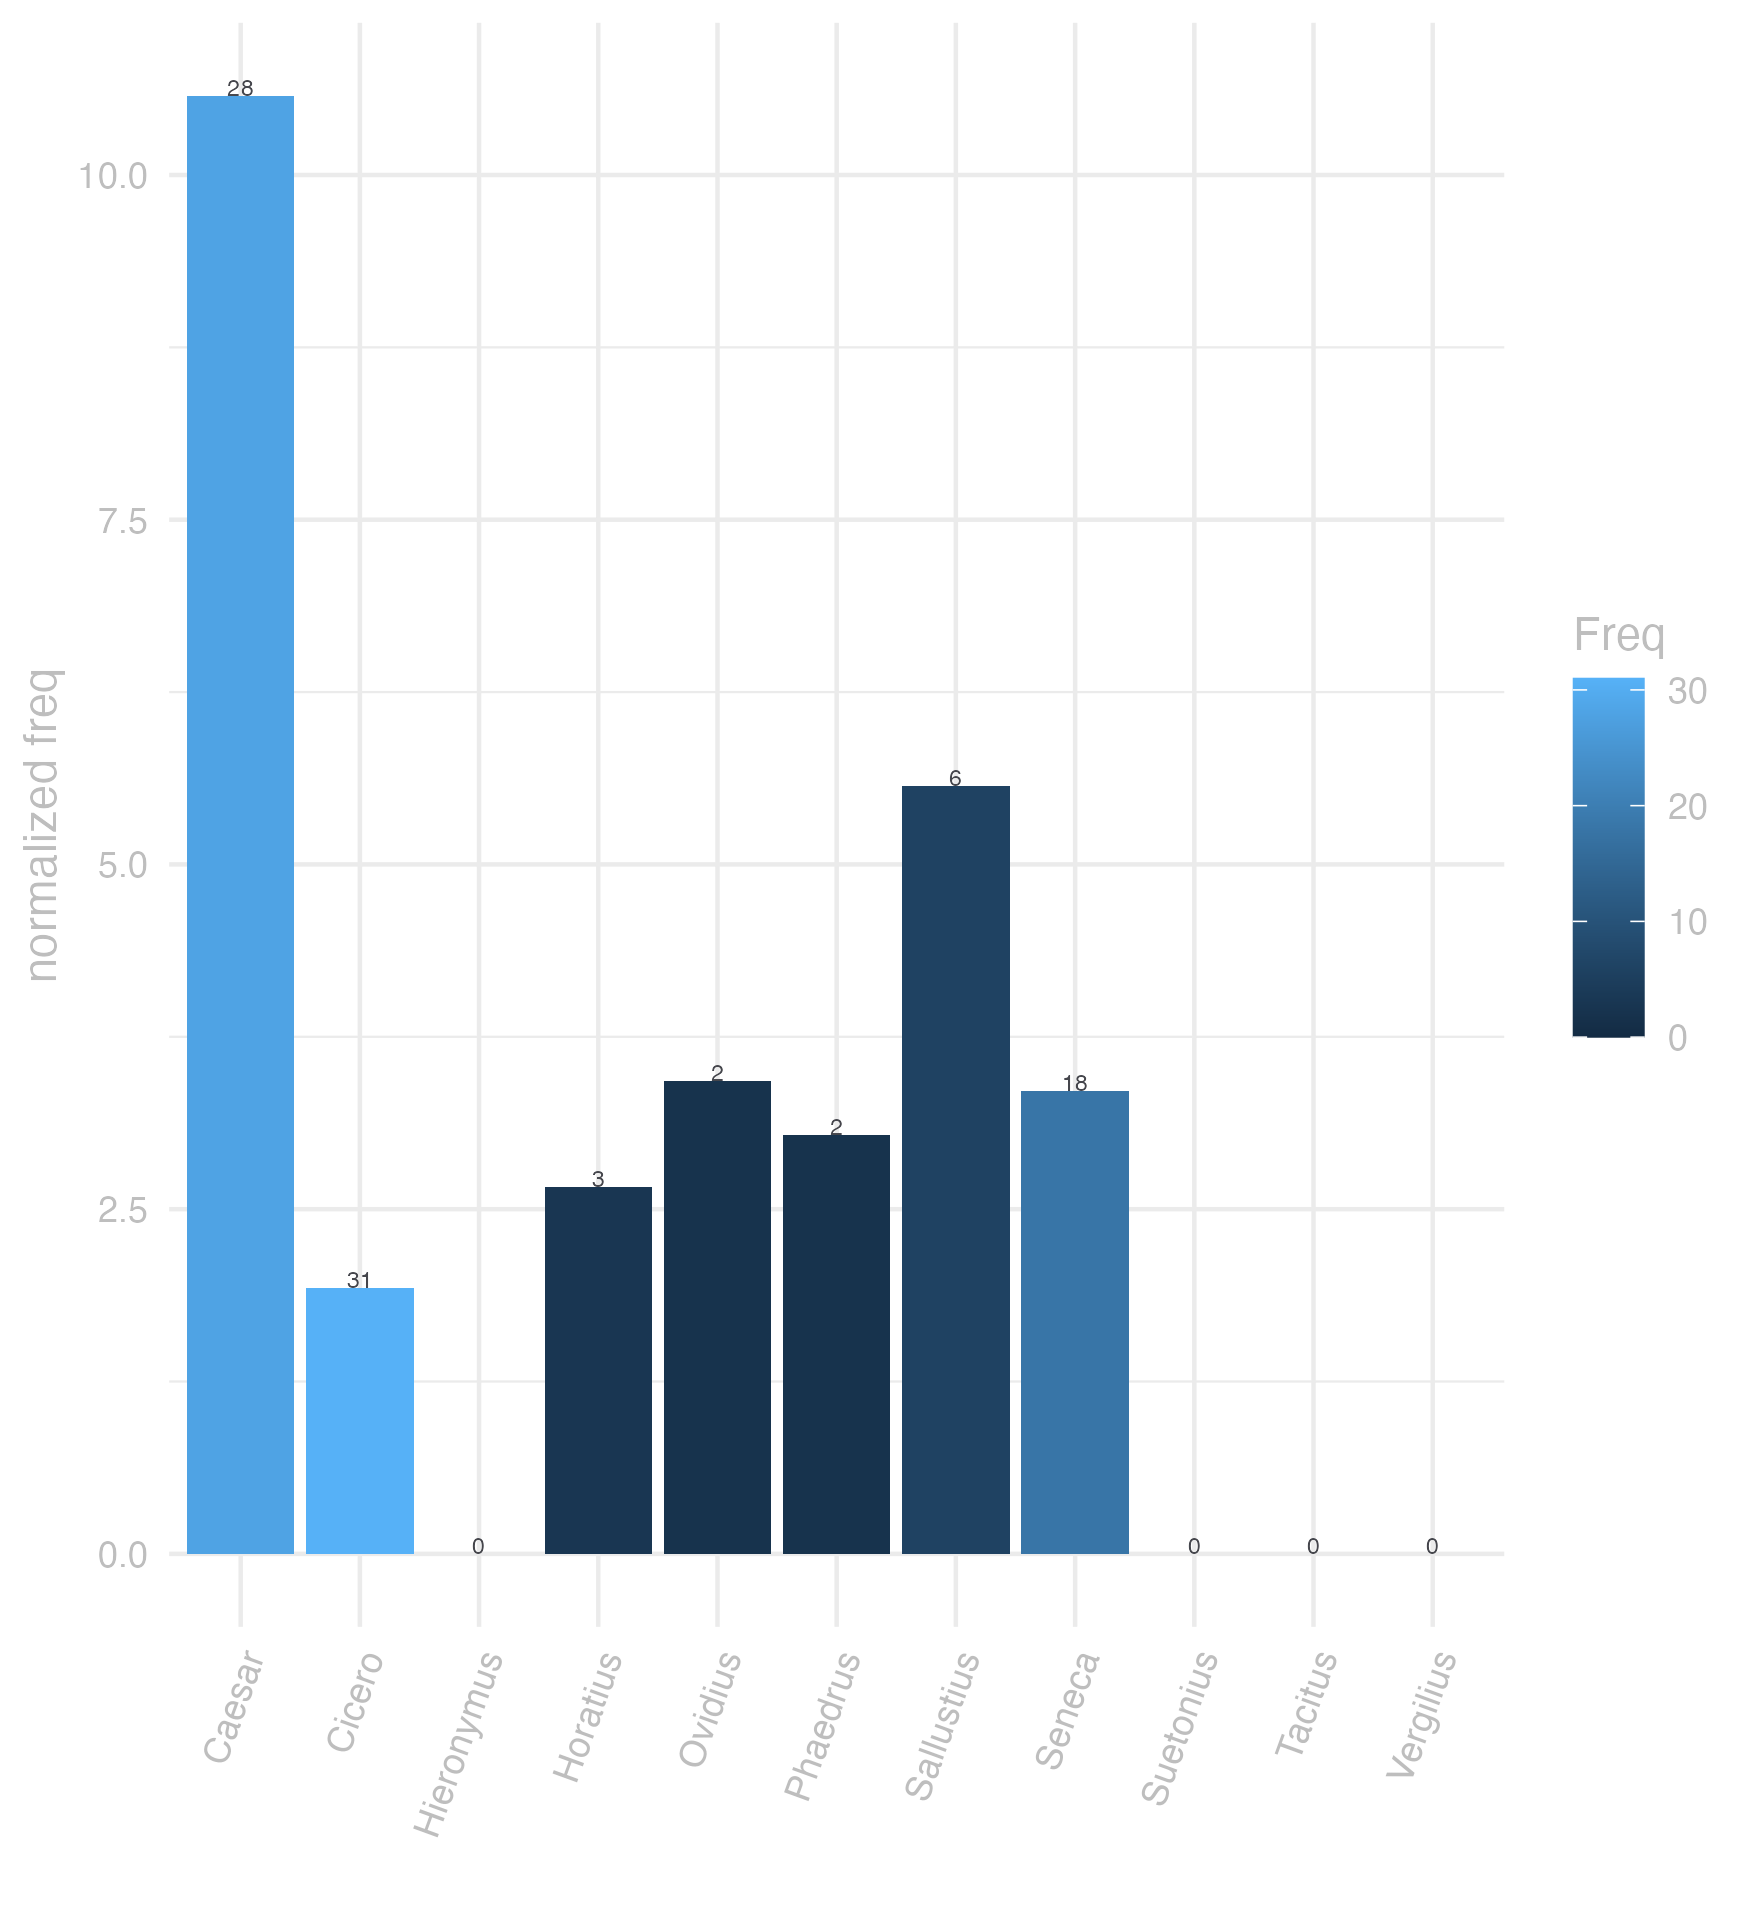 28
10.0
7.5
Freq
30
normalized freq
6
20
5.0
10
0
2
18
2
3
2.5
31
0
0
0
0
0.0
Caesar
Cicero
Hieronymus
Horatius
Ovidius
Phaedrus
Sallustius
Seneca
Suetonius
Tacitus
Vergilius